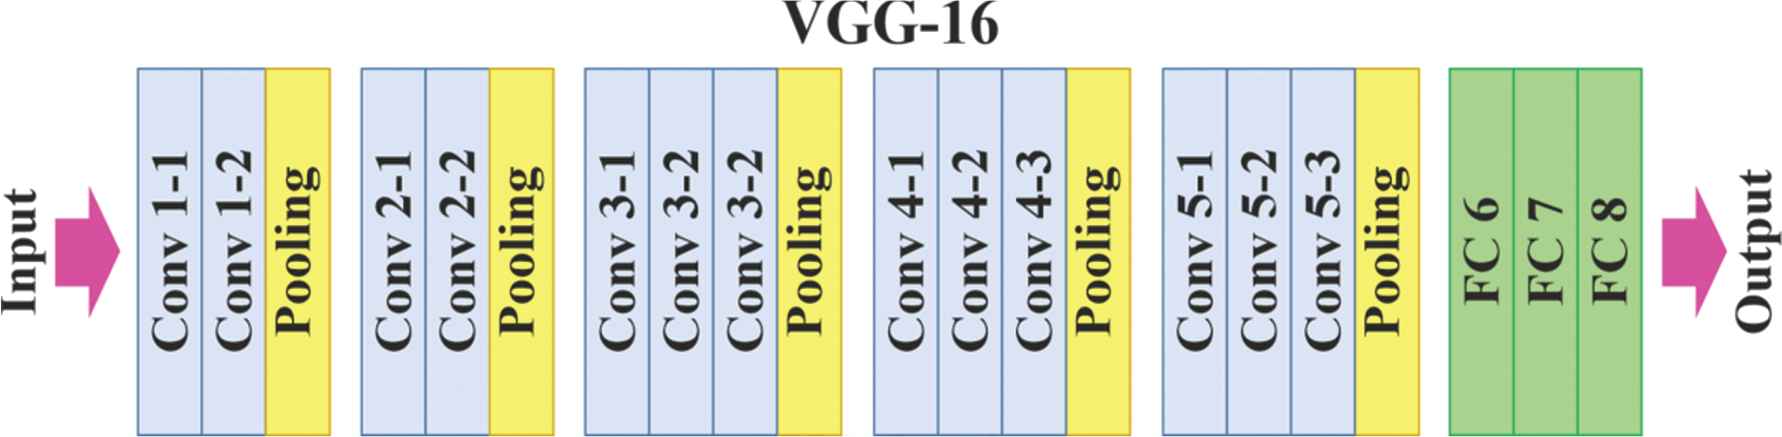 VGG-16
Input
Conv 1-1
Conv 1-2
Pooling
Conv 2-1
Conv 2-2
Pooling
Conv 3-1
Conv 3-2
Conv 3-2
Pooling
Conv 4-1
Conv 4-2
Conv 4-3
Pooling
Conv 5-1
Conv 5-2
Conv 5-3
Pooling
FC 6
FC 7
FC 8
Output